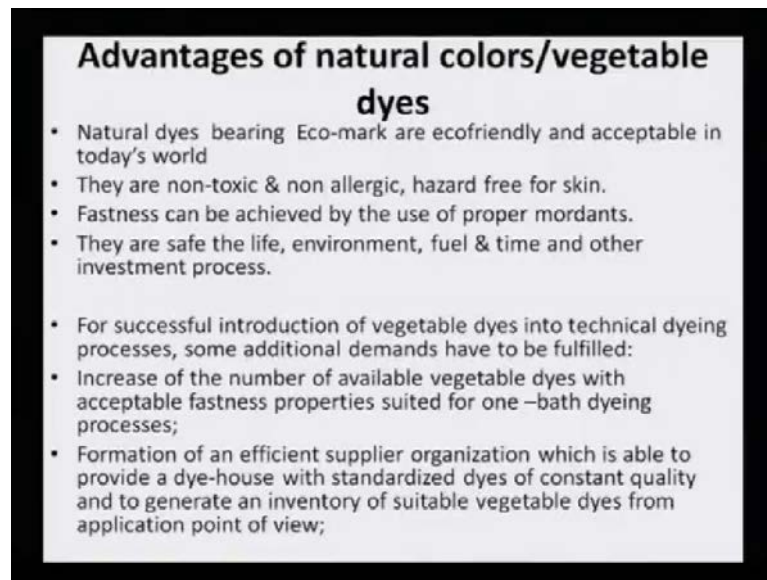 Advantages of natural colors/vegetable
dyes
• Natural dyes bearing Eco-mark are ecofriendly and acceptable in
today's world
• They are non-toxic & non allergic, hazard free for skin.
• Fastness can be achieved by the use of proper mordants.
• They are safe the life, environment, fuel & time and other
investment process.
• For successful introduction of vegetable dyes into technical dyeing
processes, some additional demands have to be fulfilled:
• Increase of the number of available vegetable dyes with
acceptable fastness properties suited for one –bath dyeing
processes;
• Formation of an efficient supplier organization which is able to
provide a dye-house with standardized dyes of constant quality
and to generate an inventory of suitable vegetable dyes from
application point of view;